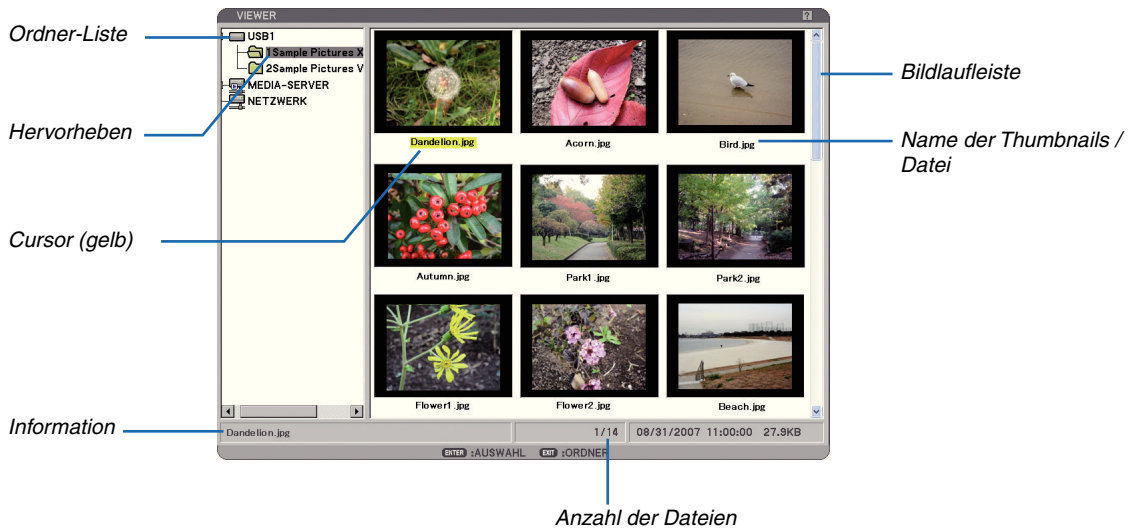 VIEWER ?
Ordner-Liste
USB1
1Sample Pictures X
2Sample Pictures V
MEDIA-SERVER
NETZWERK
Hervorheben
Cursor (gelb)
Dandelion.jpg Acorn.jpg Bird.jpg
Autumn.jpg Park1.jpg Park2.jpg
Flower1.jpg Flower2.jpg Beach.jpg
Bildlaufleiste
Name der Thumbnails /
Datei
Information
Dandelion.jpg 1/14 08/31/2007 11:00:00 27.9KB
ENTER :AUSWAHL EXIT :ORDNER
Anzahl der Dateien